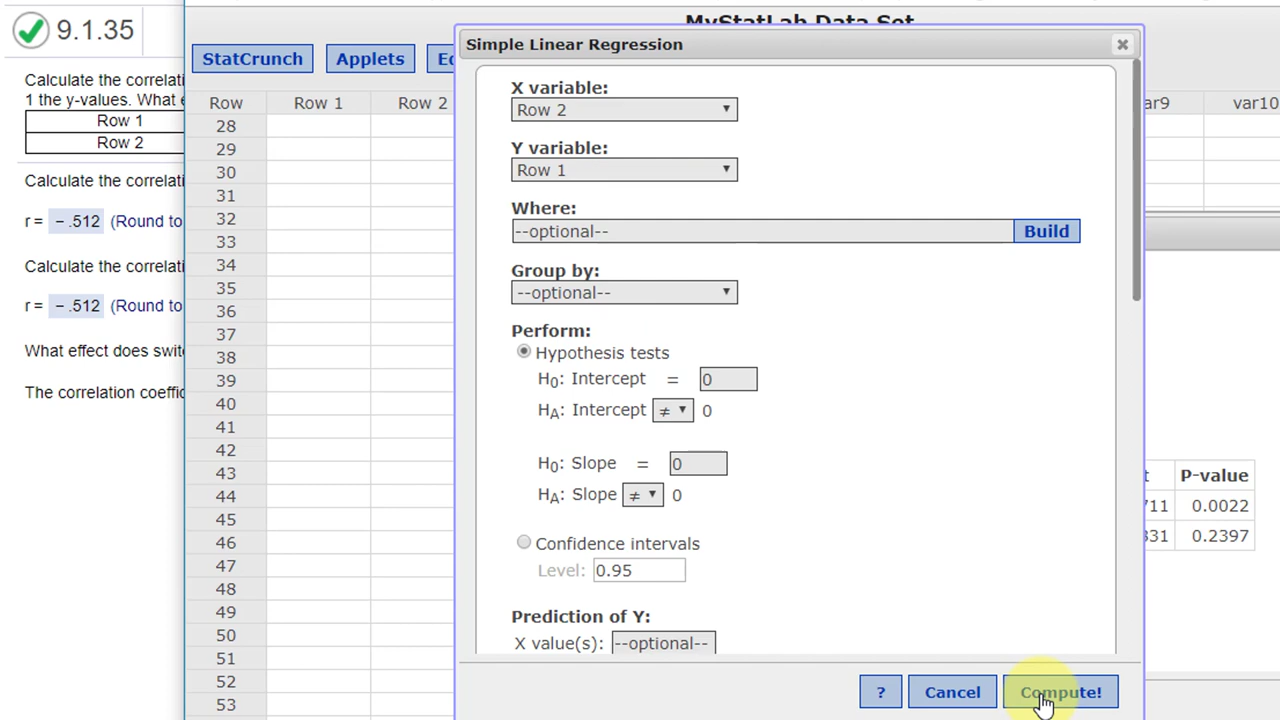 9.1.35
MyStatLab Data Set
Calculate the correla
1 the y-values. What e
Row 1
Row 2
Calculate the correlati
r = − .512 (Round to
Calculate the correlati
r = − .512 (Round to
What effect does switc
The correlation coeffic
StatCrunch Applets Ed
Row Row 1 Row 2 var9 var10
28
29
30
31
32
33
34
35
36
37
38
39
40
41
42
43
44
45
46
47
48
49
50
51
52
53
Simple Linear Regression
X variable:
Row 2
Y variable:
Row 1
Where:
--optional-- Build
Group by:
--optional--
Perform:
Hypothesis tests
H0: Intercept = 0
HA: Intercept ≠ 0
H0: Slope = 0
HA: Slope ≠ 0
Confidence intervals
Level: 0.95
Prediction of Y:
X value(s): --optional--
? Cancel Compute!
t P-value
711 0.0022
331 0.2397